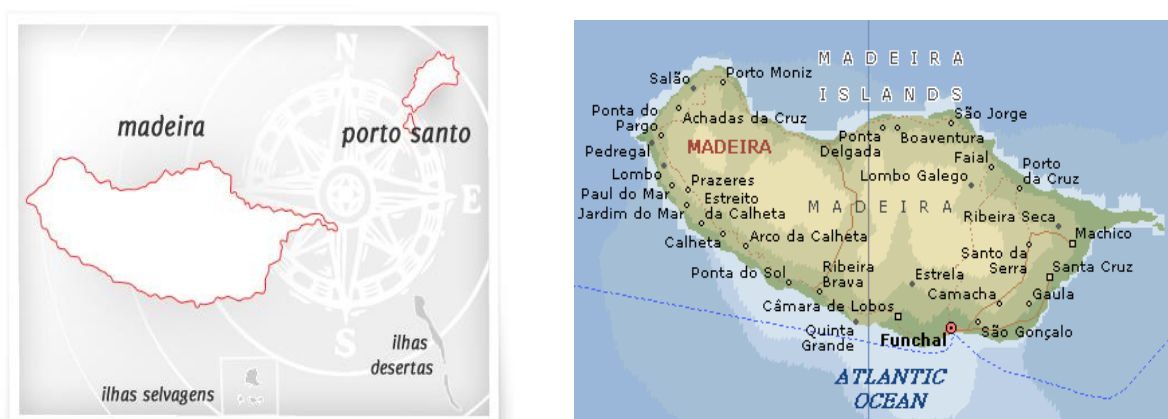 N
madeira
porto santo
E
S
ilhas
desertas
ilhas selvagens
MADEIRA
ISLANDS
Salão
Porto Moniz
Ponta do
Pargo
Achadas da Cruz
São Jorge
MADEIRA
Ponta
Delgada
Boaventura
Pedregal
Faial
Porto
da Cruz
Lombo
Lombo Galego
Paul do Mar
Prazeres
Jardim do Mar
Estreito
da Calheta
MADEIRA
Ribeira Seca
Calheta
Arco da Calheta
Machico
Santo da
Serra
Ponta do Sol
Ribeira
Brava
Estrela
Santa Cruz
Câmara de Lobos
Camacha
Gaula
Quinta
Grande
Funchal
São Gonçalo
ATLANTIC
OCEAN